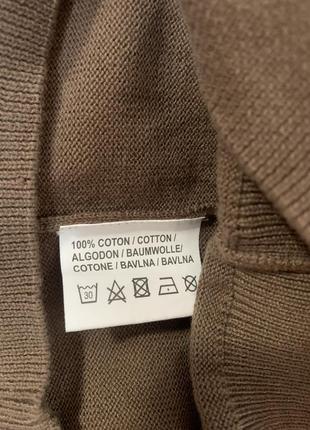 100% COTON / COTTON /
ALGODON / BAUMWOLLE/
COTONE / BAVLNA / BAVLNA
30